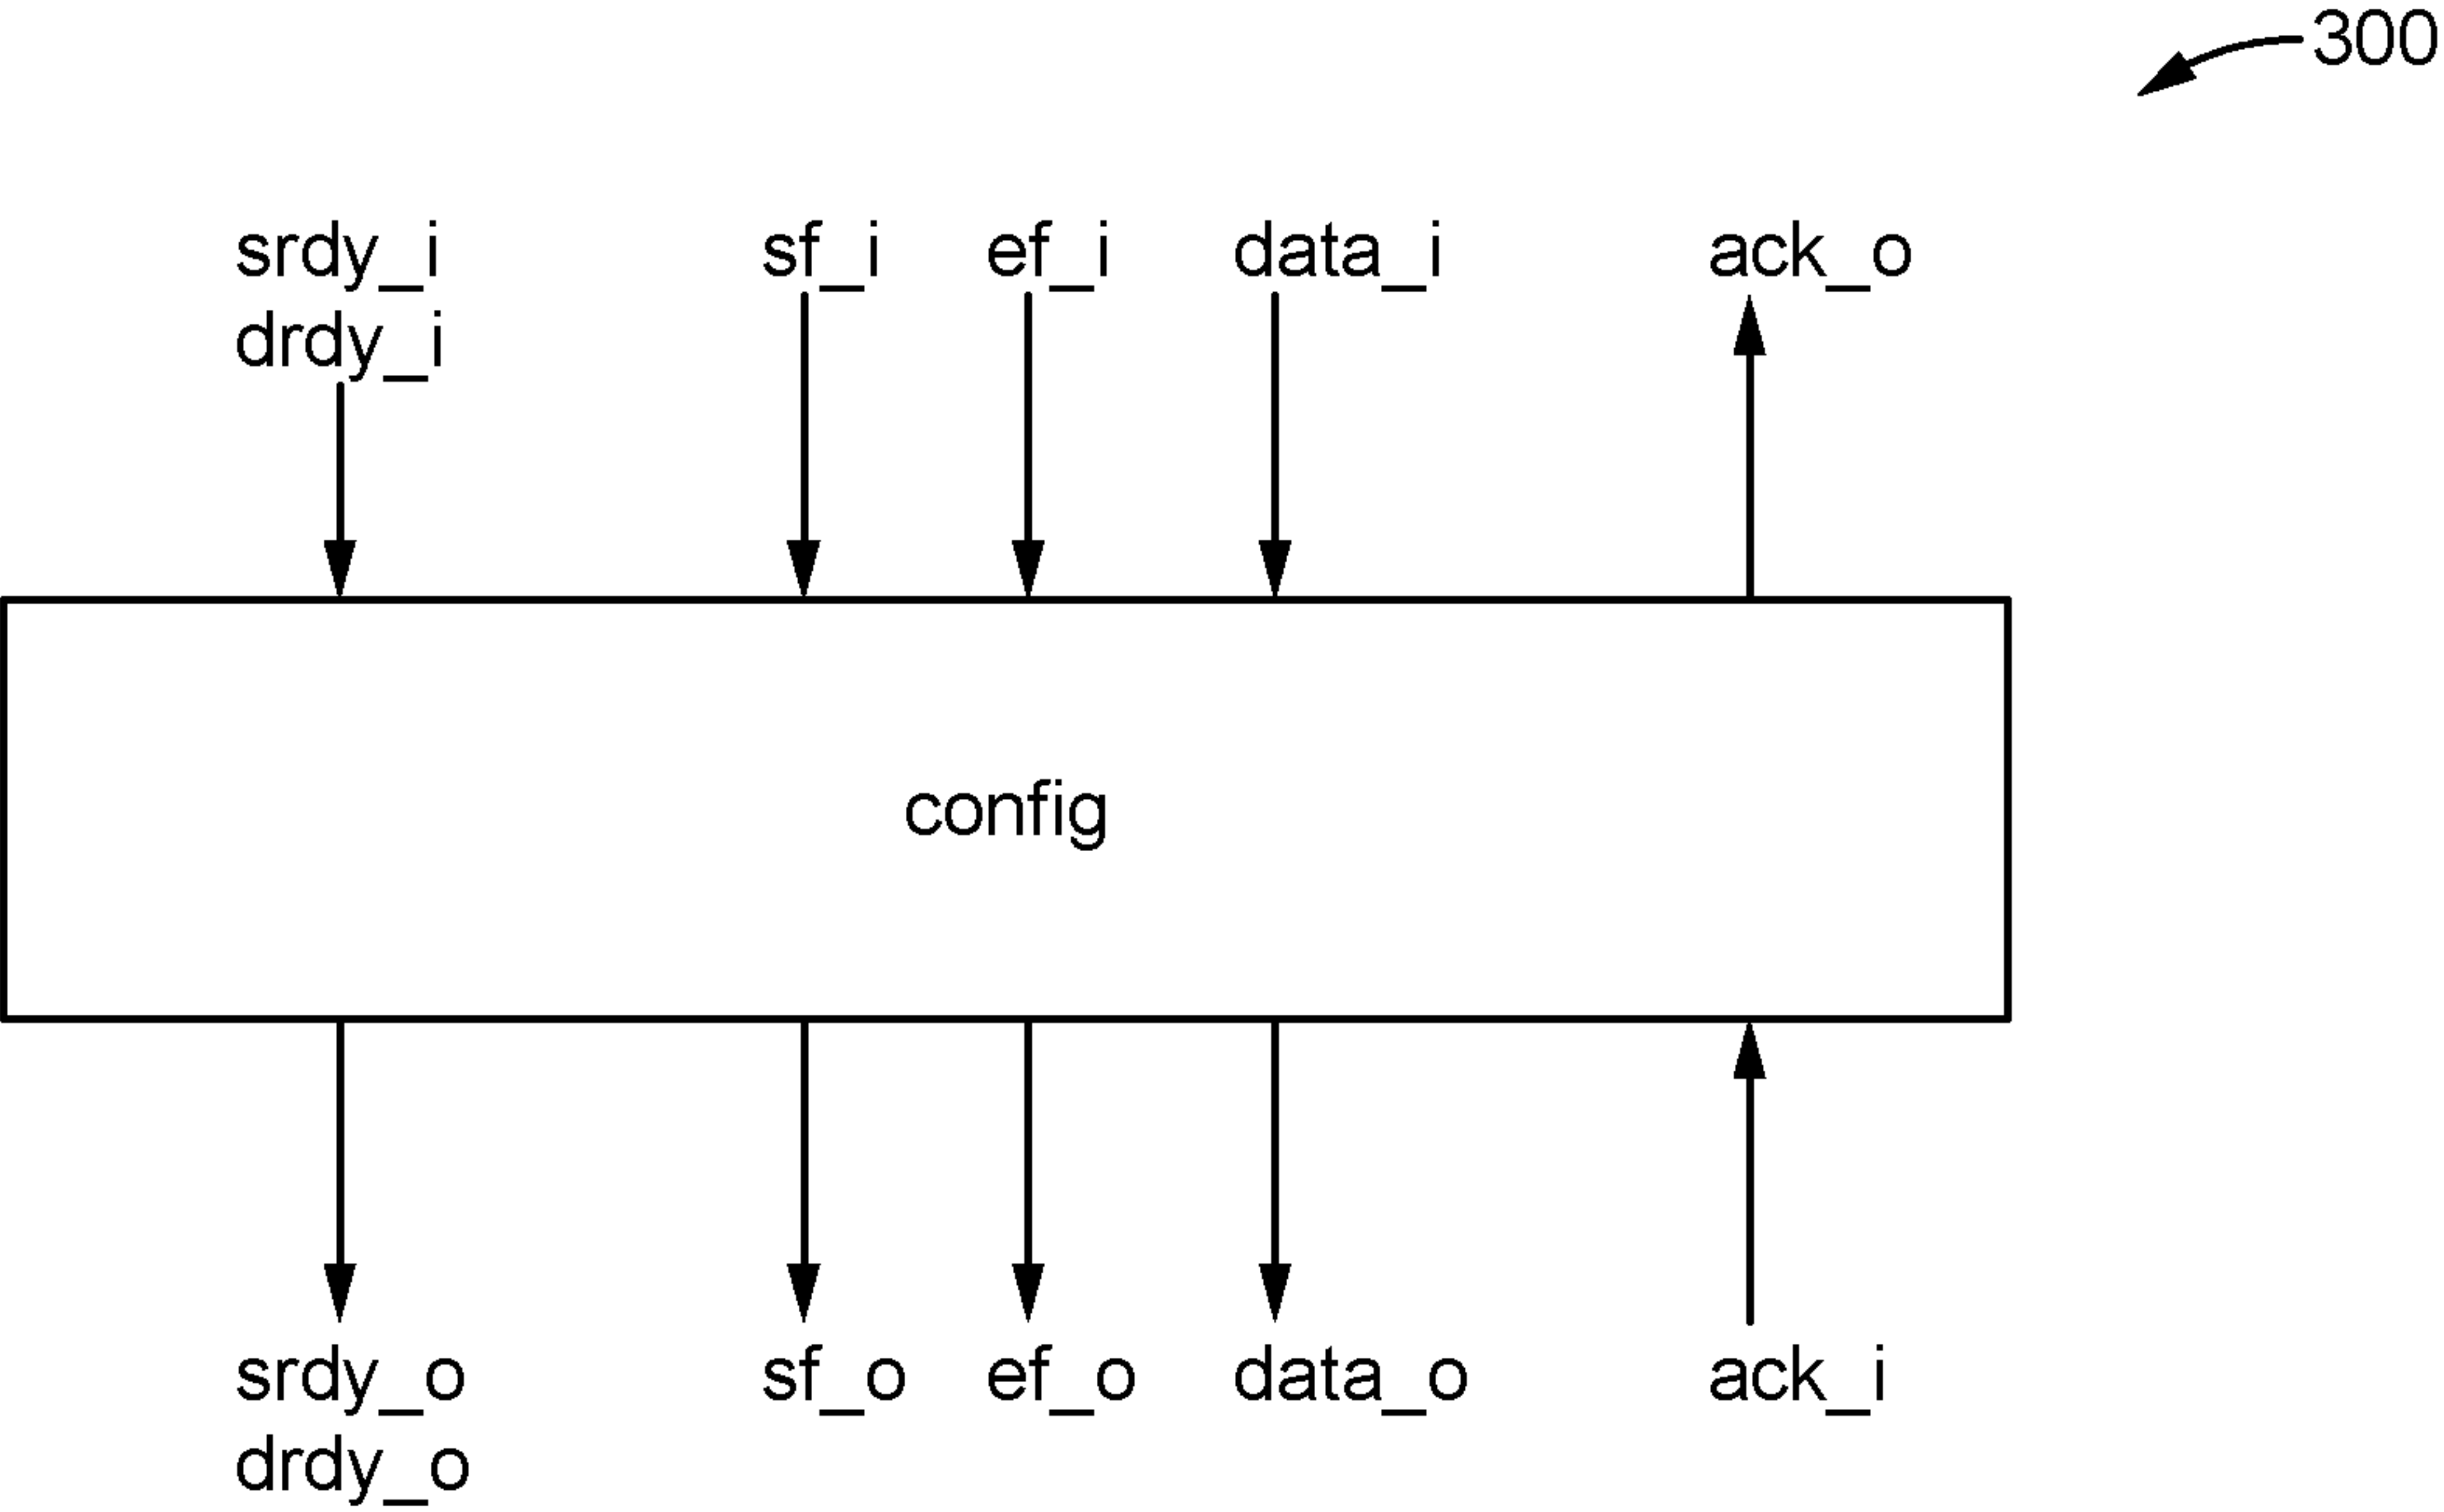 300
srdy_i sf_i ef_i data_i ack_o
drdy_i
config
srdy_o sf_o ef_o data_o ack_i
drdy_o